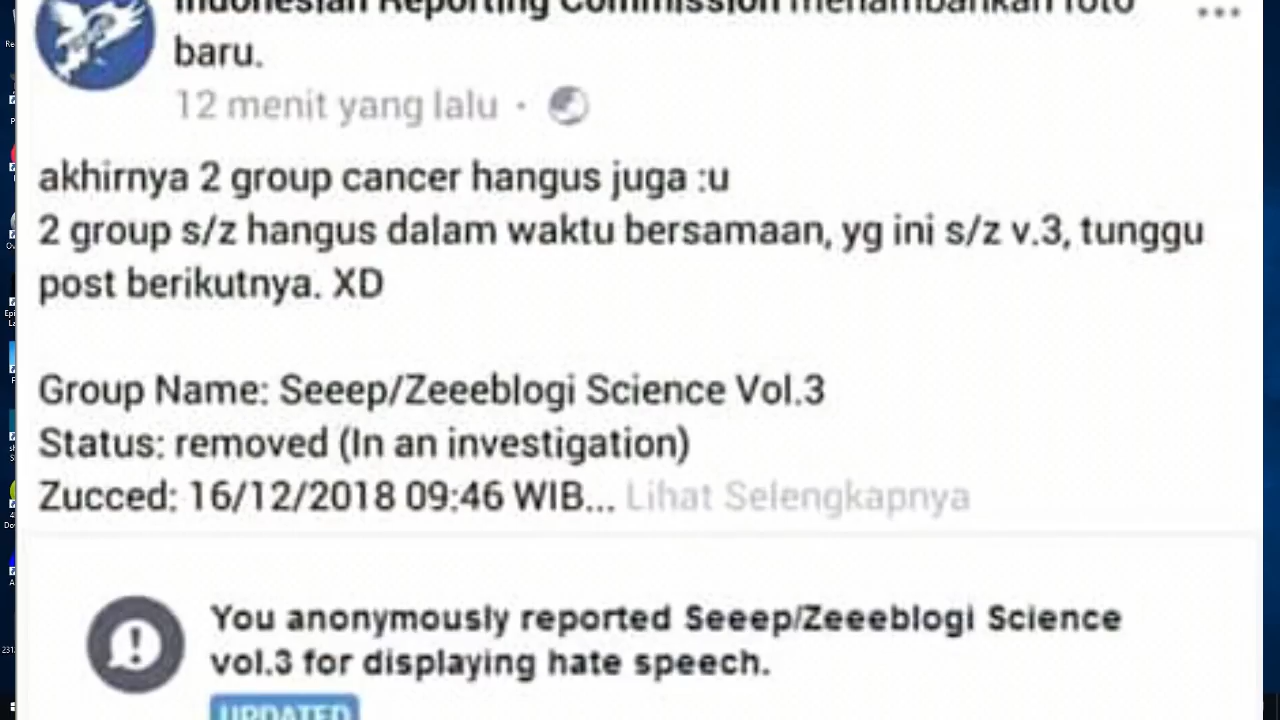 Indonesian Reporting Commission menambahkan foto
baru.
12 menit yang lalu ·
akhirnya 2 group cancer hangus juga :u
2 group s/z hangus dalam waktu bersamaan, yg ini s/z v.3, tunggu
post berikutnya. XD
Group Name: Seeep/Zeeeblogi Science Vol.3
Status: removed (In an investigation)
Zucced: 16/12/2018 09:46 WIB... Lihat Selengkapnya
You anonymously reported Seeep/Zeeeblogi Science
vol.3 for displaying hate speech.
UPDATED